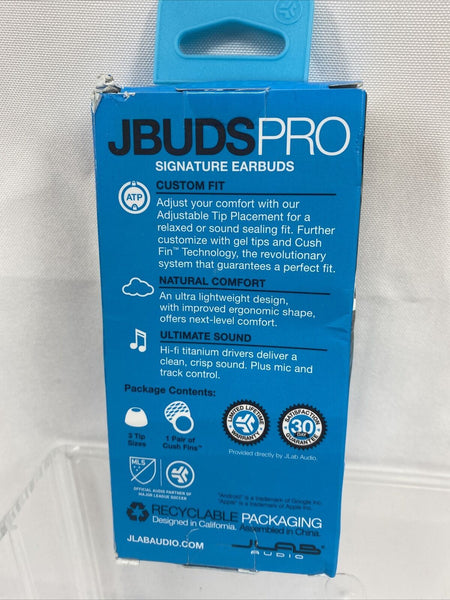 JBUDSPRO
SIGNATURE EARBUDS
CUSTOM FIT
ATP
Adjust your comfort with our
Adjustable Tip Placement for a
relaxed or sound sealing fit. Further
customize with gel tips and Cush
Fin™ Technology, the revolutionary
system that guarantees a perfect fit.
NATURAL COMFORT
An ultra lightweight design,
with improved ergonomic shape,
offers next-level comfort.
ULTIMATE SOUND
Hi-fi titanium drivers deliver a
clean, crisp sound. Plus mic and
track control.
Package Contents:
3 Tip
Sizes
1 Pair of
Cush Fins™
LIMITED LIFETIME
WARRANTY
SATISFACTION
30
DAY
GUARANTEE
Provided directly by JLab Audio.
MLS
OFFICIAL AUDIO PARTNER OF
MAJOR LEAGUE SOCCER
"Android" is a trademark of Google Inc.
"Apple" is a trademark of Apple Inc.
RECYCLABLE PACKAGING
Designed in California. Assembled in China.
JLABAUDIO.COM
JLAB
AUDIO